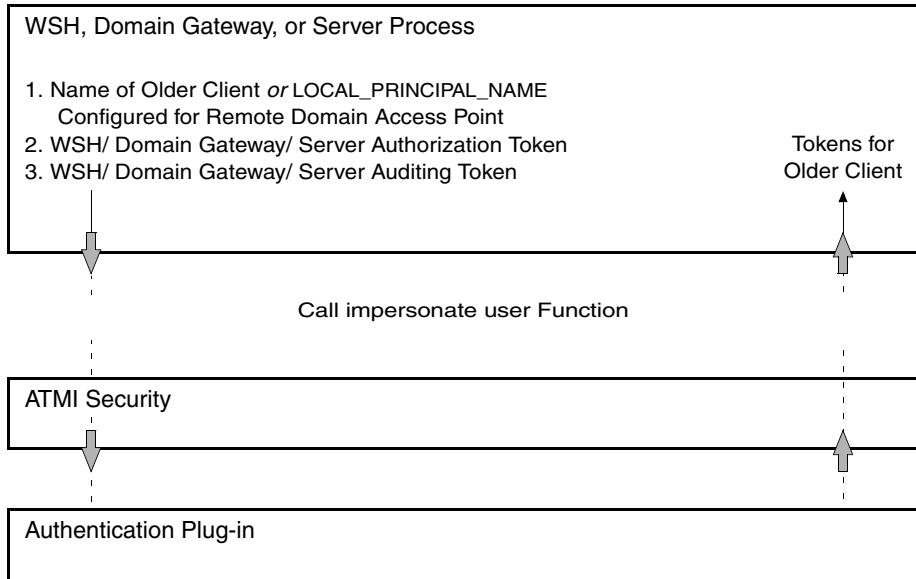 WSH, Domain Gateway, or Server Process
1. Name of Older Client or LOCAL_PRINCIPAL_NAME
Configured for Remote Domain Access Point
2. WSH/ Domain Gateway/ Server Authorization Token
3. WSH/ Domain Gateway/ Server Auditing Token
Tokens for
Older Client
Call impersonate user Function
ATMI Security
Authentication Plug-in